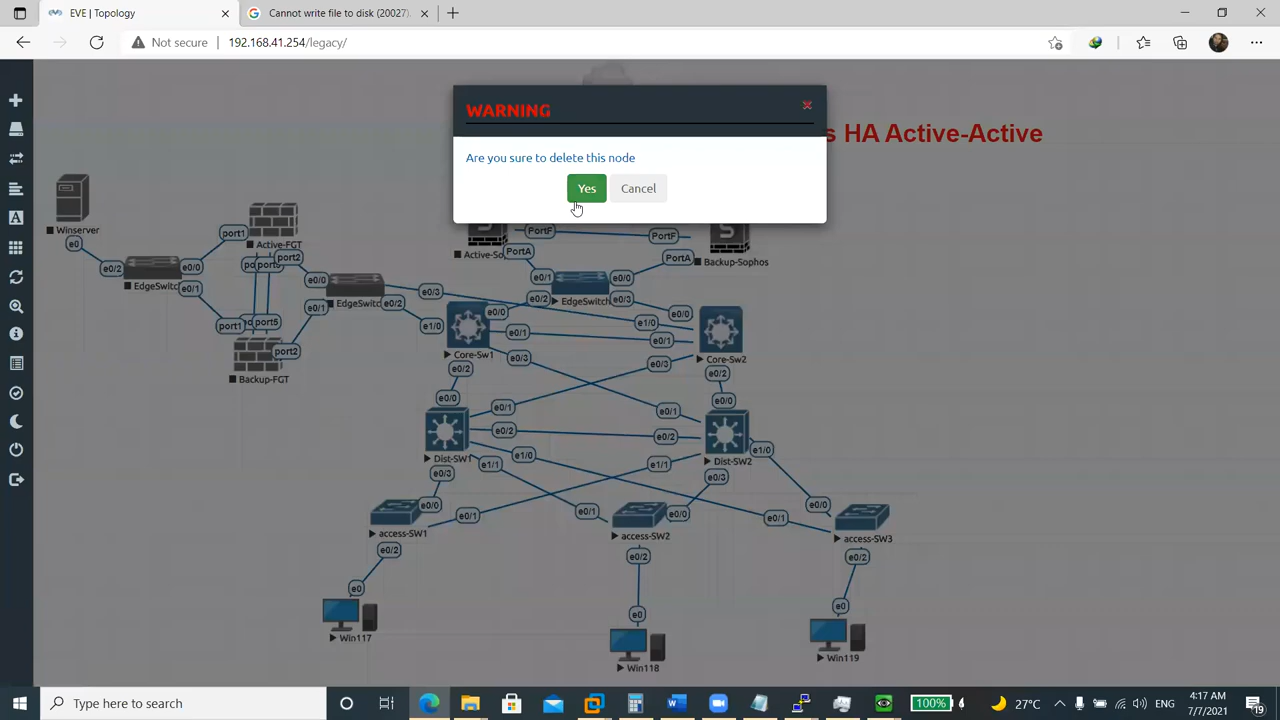 EVE | Topology
Cannot write file to disk (20027).
Not secure
192.168.41.254/legacy/
WARNING
Are you sure to delete this node
Yes
Cancel
HA Active-Active
Winserver
e0
e0/2
EdgeSwitc
e0/0
e0/1
port1
Active-FGT
port2
port5
port1
port2
Backup-FGT
e0/0
e0/1
EdgeSwitc
e0/2
e0/3
e1/0
Active-So
PortF
PortF
PortA
PortA
Backup-Sophos
e0/1
e0/0
EdgeSwitch
e0/2
e0/3
e0/0
e0/0
Core-Sw1
e0/1
e1/0
e0/1
Core-Sw2
e0/3
e0/3
e0/2
e0/2
e0/0
e0/0
e0/1
e0/1
e0/2
e0/2
Dist-SW1
Dist-SW2
e1/0
e1/0
e1/1
e1/1
e0/3
e0/3
e0/0
e0/1
e0/1
e0/0
e0/1
e0/0
access-SW1
access-SW2
access-SW3
e0/2
e0/2
e0/2
e0
e0
e0
Win117
Win118
Win119
Type here to search
100%
27°C
ENG
4:17 AM
7/7/2021
19